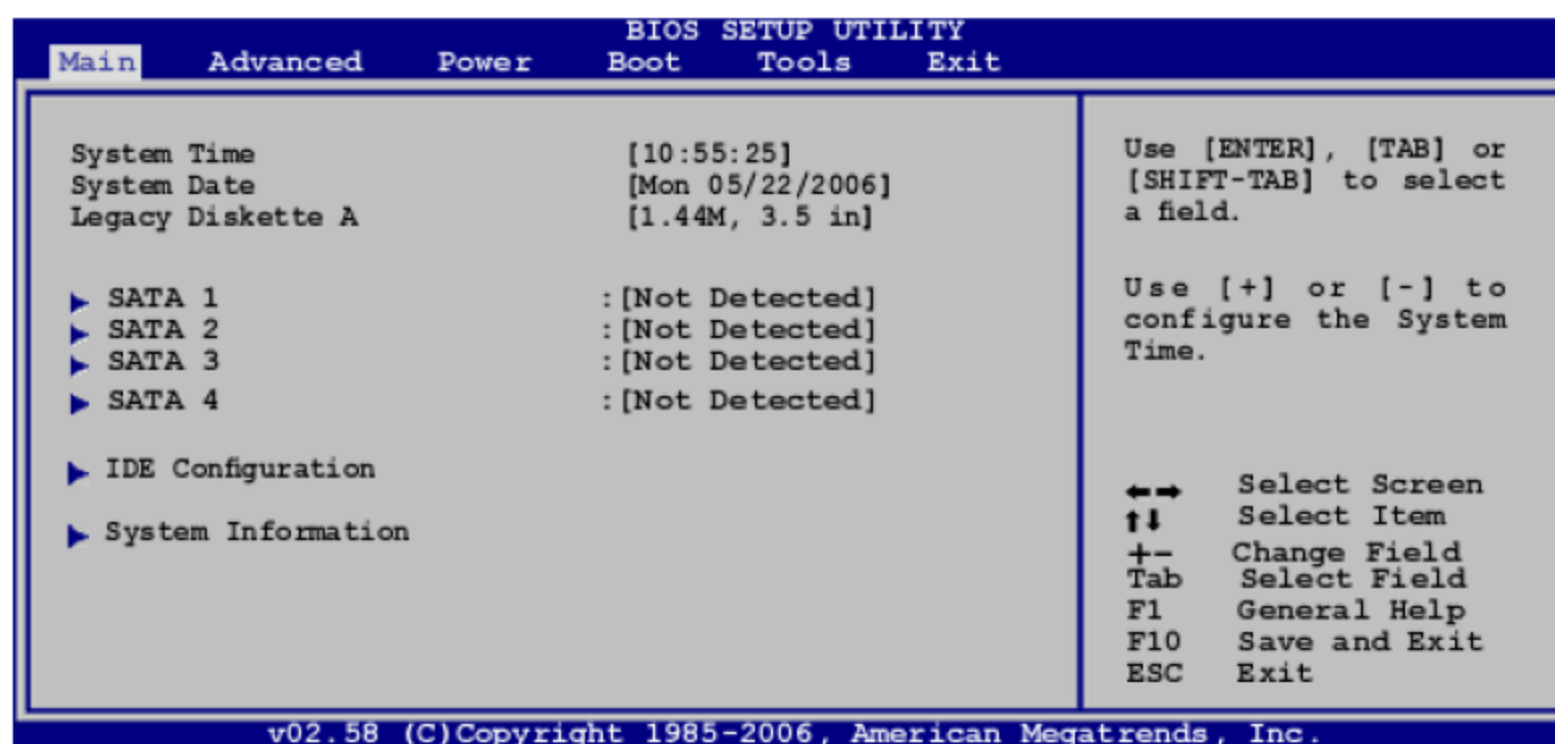 BIOS SETUP UTILITY
Main Advanced Power Boot Tools Exit
System Time [10:55:25]
System Date [Mon 05/22/2006]
Legacy Diskette A [1.44M, 3.5 in]
SATA 1 :[Not Detected]
SATA 2 :[Not Detected]
SATA 3 :[Not Detected]
SATA 4 :[Not Detected]
IDE Configuration
System Information
Use [ENTER], [TAB] or
[SHIFT-TAB] to select
a field.
Use [+] or [-] to
configure the System
Time.
←→ Select Screen
↑↓ Select Item
+- Change Field
Tab Select Field
F1 General Help
F10 Save and Exit
ESC Exit
v02.58 (C)Copyright 1985-2006, American Megatrends, Inc.